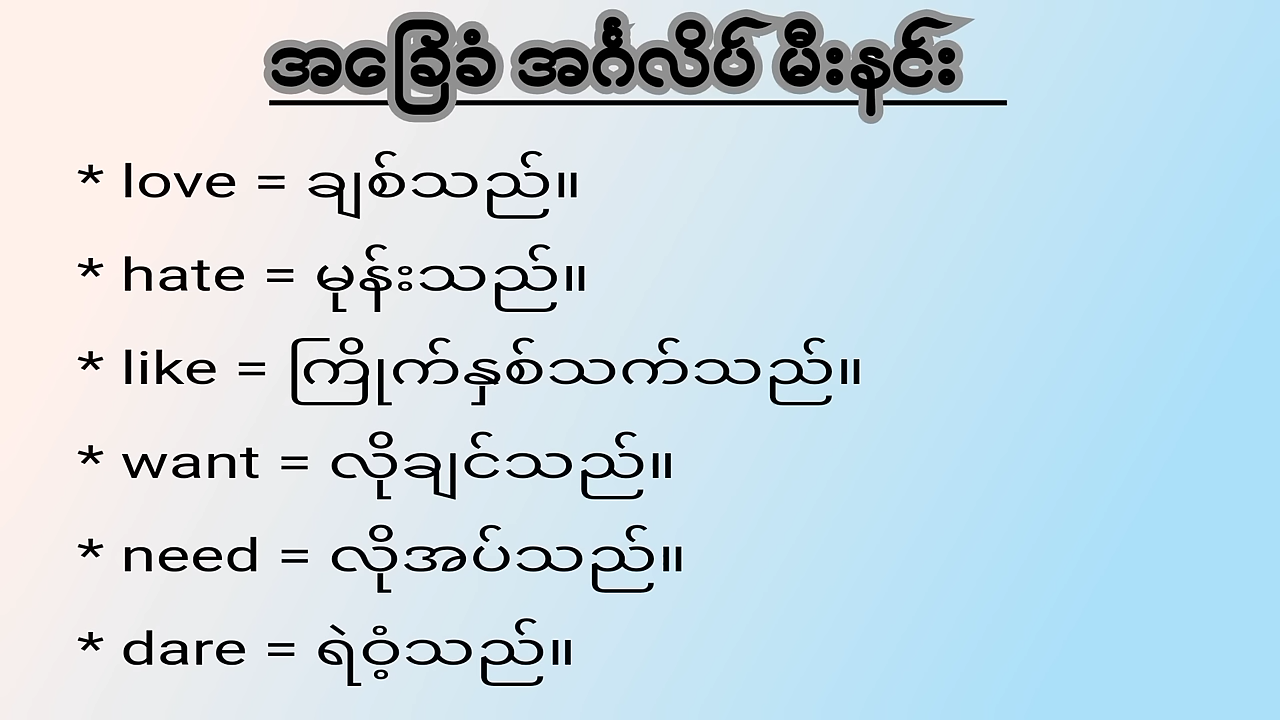 အခြေခံ အင်္ဂလိပ် မီးနင်း
* love = ချစ်သည်။
* hate = မုန်းသည်။
* like = ကြိုက်နှစ်သက်သည်။
* want = လိုချင်သည်။
* need = လိုအပ်သည်။
* dare = ရဲဝံ့သည်။